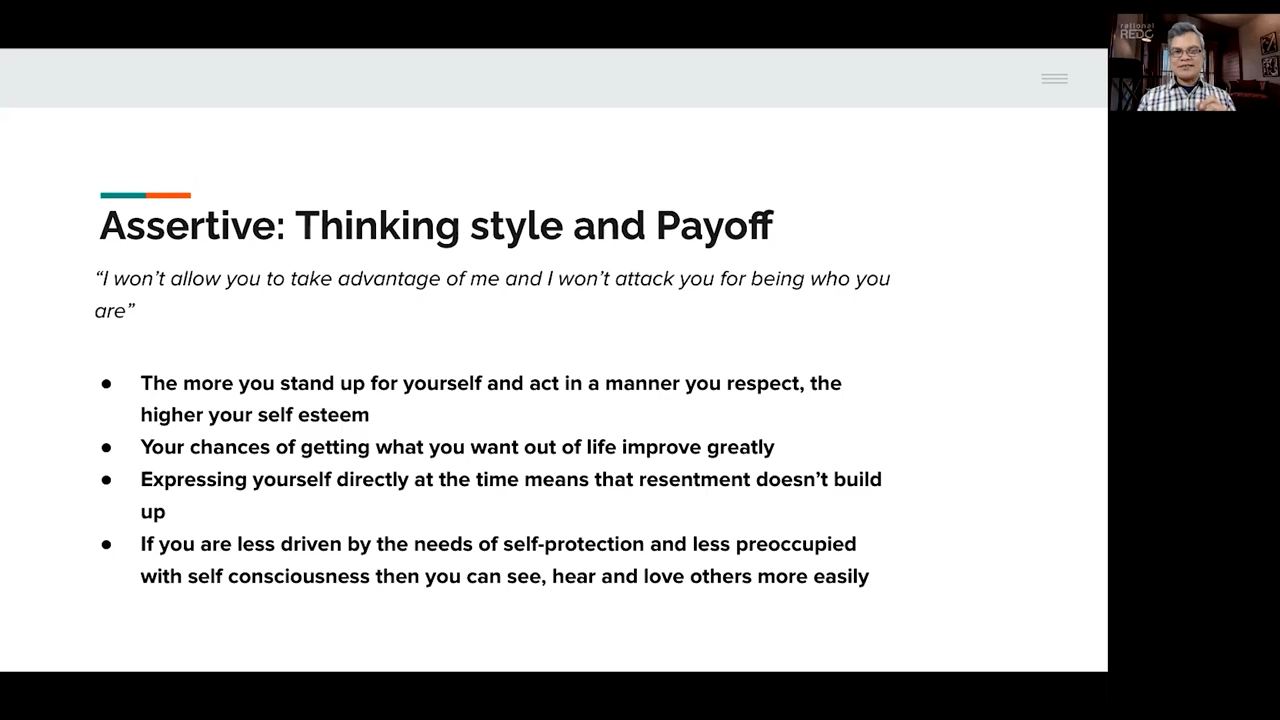 rational
REDC
Assertive: Thinking style and Payoff
“I won’t allow you to take advantage of me and I won’t attack you for being who you
are”
● The more you stand up for yourself and act in a manner you respect, the
higher your self esteem
● Your chances of getting what you want out of life improve greatly
● Expressing yourself directly at the time means that resentment doesn’t build
up
● If you are less driven by the needs of self-protection and less preoccupied
with self consciousness then you can see, hear and love others more easily